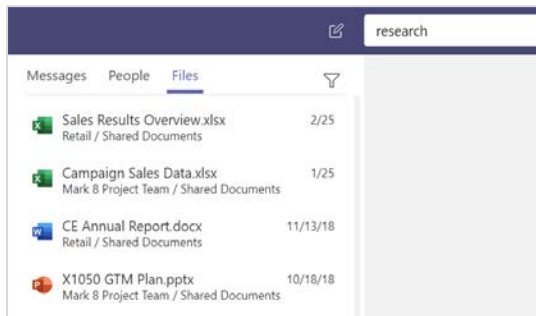 research
Messages People Files
Sales Results Overview.xlsx 2/25
Retail / Shared Documents
Campaign Sales Data.xlsx 1/25
Mark 8 Project Team / Shared Documents
CE Annual Report.docx 11/13/18
Retail / Shared Documents
X1050 GTM Plan.pptx 10/18/18
Mark 8 Project Team / Shared Documents